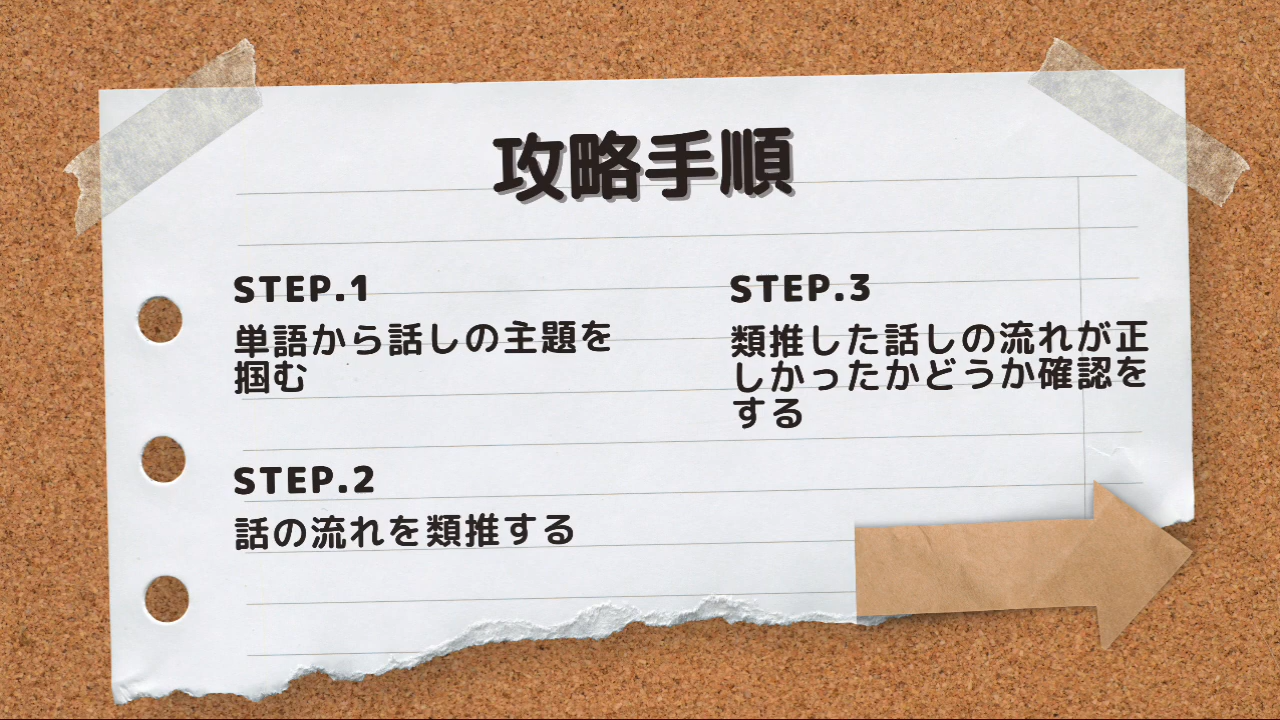 攻略手順
STEP.1
単語から話しの主題を
掴む
STEP.2
話の流れを類推する
STEP.3
類推した話しの流れが正
しかったかどうか確認を
する